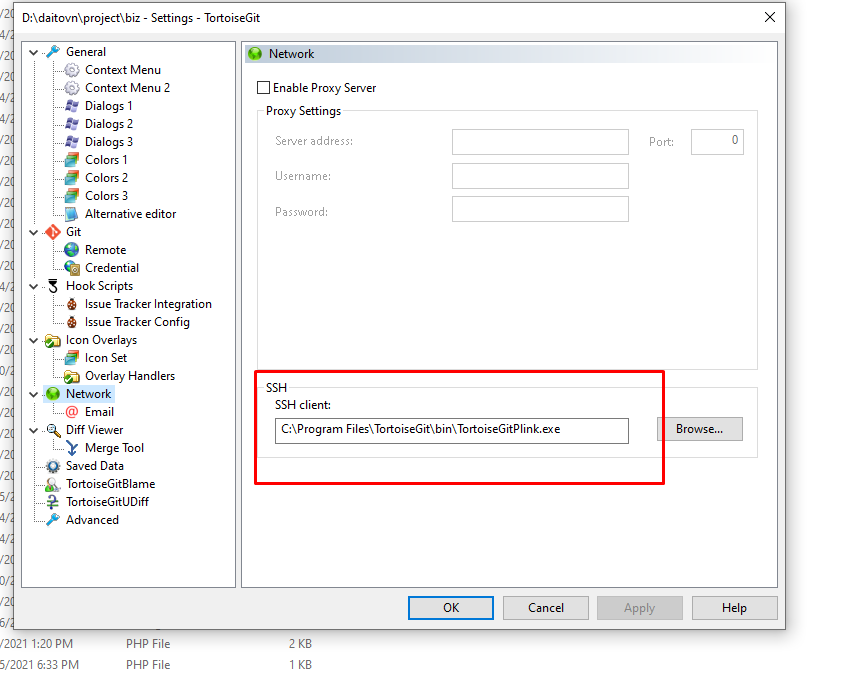 D:\daitovn\project\biz - Settings - TortoiseGit
General
Context Menu
Context Menu 2
Dialogs 1
Dialogs 2
Dialogs 3
Colors 1
Colors 2
Colors 3
Alternative editor
Git
Remote
Credential
Hook Scripts
Issue Tracker Integration
Issue Tracker Config
Icon Overlays
Icon Set
Overlay Handlers
Network
Email
Diff Viewer
Merge Tool
Saved Data
TortoiseGitBlame
TortoiseGitUDiff
Advanced
Network
Enable Proxy Server
Proxy Settings
Server address: Port: 0
Username:
Password:
SSH
SSH client:
C:\Program Files\TortoiseGit\bin\TortoiseGitPlink.exe Browse...
OK Cancel Apply Help
/2021 1:20 PM PHP File 2 KB
5/2021 6:33 PM PHP File 1 KB